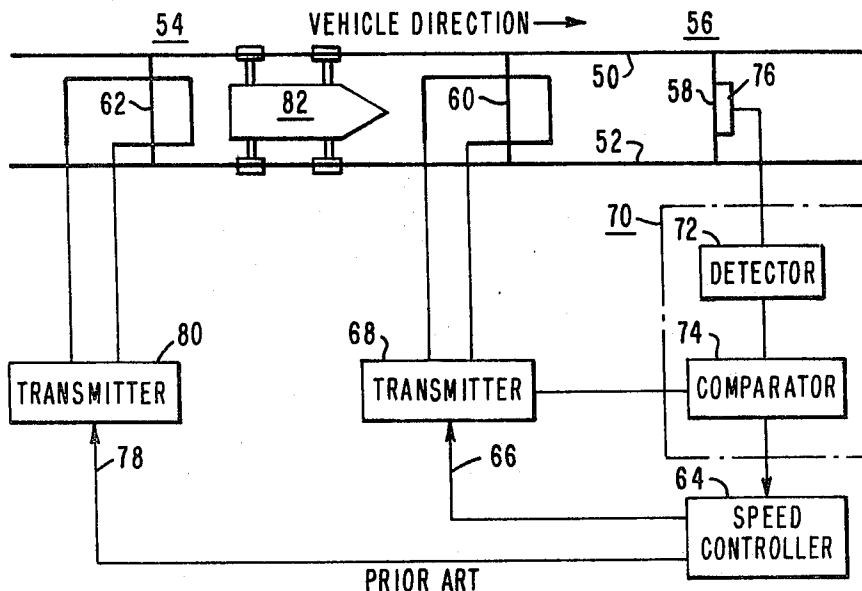 54 VEHICLE DIRECTION 56
50
76
62
82
60
58
52
70
72
DETECTOR
80
68
74
TRANSMITTER
TRANSMITTER
COMPARATOR
78
66
64
SPEED
CONTROLLER
PRIOR ART